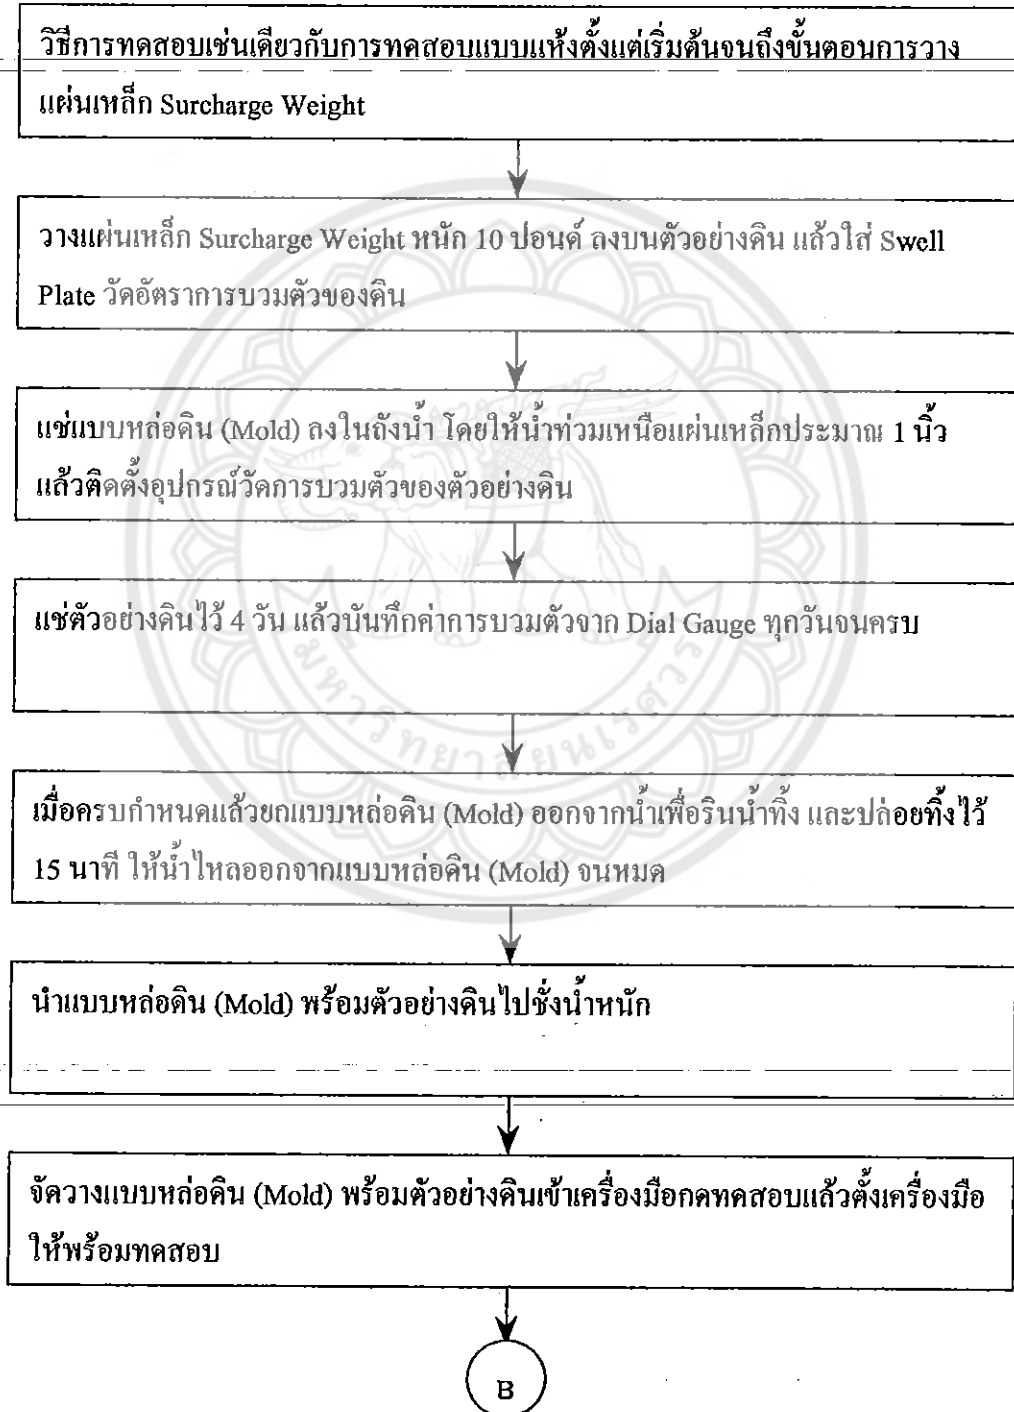 วิธีการทดสอบเช่นเดียวกับการทดสอบแบบแห้งตั้งแต่เริ่มต้นจนถึงขั้นตอนการวาง
แผ่นเหล็ก Surcharge Weight
วางแผ่นเหล็ก Surcharge Weight หนัก 10 ปอนด์ ลงบนตัวอย่างดิน แล้วใส่ Swell
Plate วัดอัตราการบวมตัวของดิน
แช่แบบหล่อดิน (Mold) ลงในถังน้ำ โดยให้น้ำท่วมเหนือแผ่นเหล็กประมาณ 1 นิ้ว
แล้วติดตั้งอุปกรณ์วัดการบวมตัวของตัวอย่างดิน
แช่ตัวอย่างดินไว้ 4 วัน แล้วบันทึกค่าการบวมตัวจาก Dial Gauge ทุกวันจนครบ
มหาวิทยาลัยนเรศวร
เมื่อครบกำหนดแล้วยกแบบหล่อดิน (Mold) ออกจากน้ำเพื่อรินน้ำทิ้ง และปล่อยทิ้งไว้
15 นาที ให้น้ำไหลออกจากแบบหล่อดิน (Mold) จนหมด
นำแบบหล่อดิน (Mold) พร้อมตัวอย่างดินไปชั่งน้ำหนัก
จัดวางแบบหล่อดิน (Mold) พร้อมตัวอย่างดินเข้าเครื่องมือกดทดสอบแล้วตั้งเครื่องมือ
ให้พร้อมทดสอบ
B